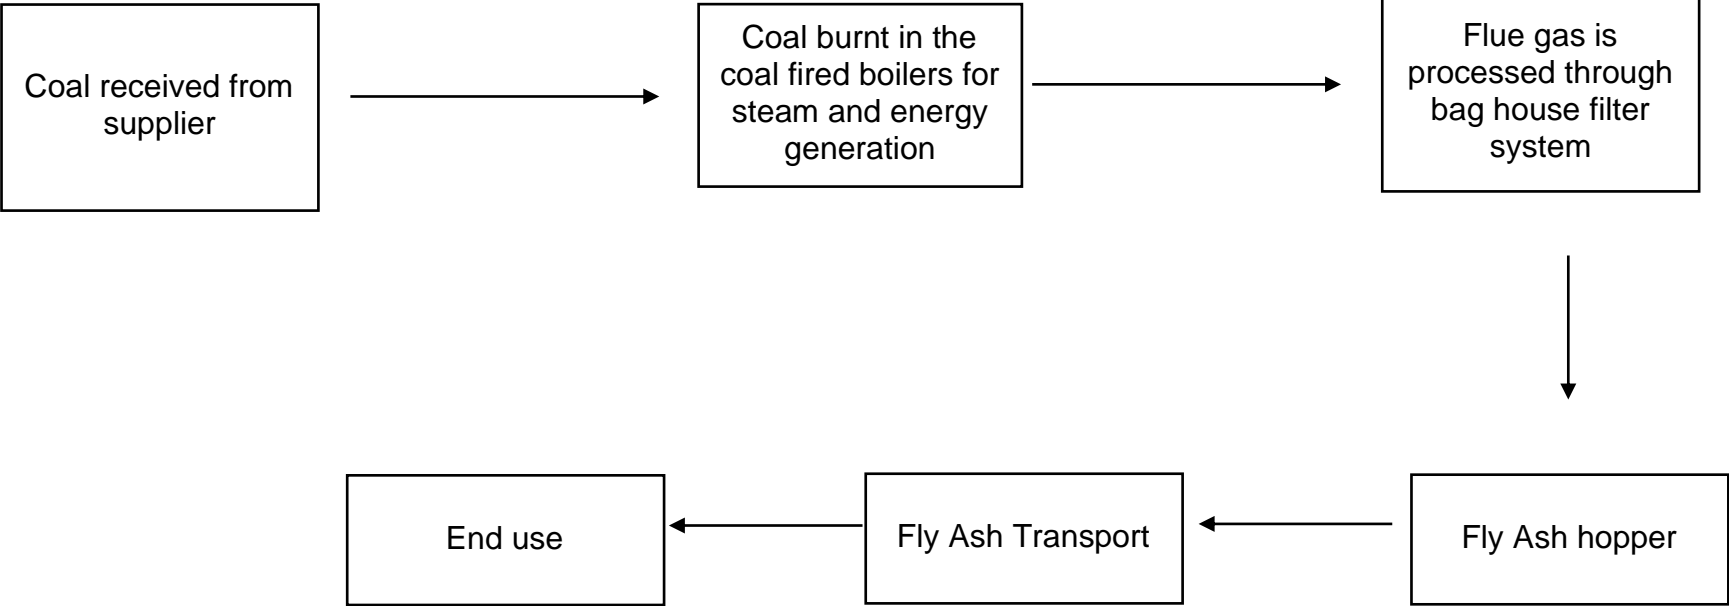 Coal received from
supplier
Coal burnt in the
coal fired boilers for
steam and energy
generation
Flue gas is
processed through
bag house filter
system
Fly Ash hopper
Fly Ash Transport
End use